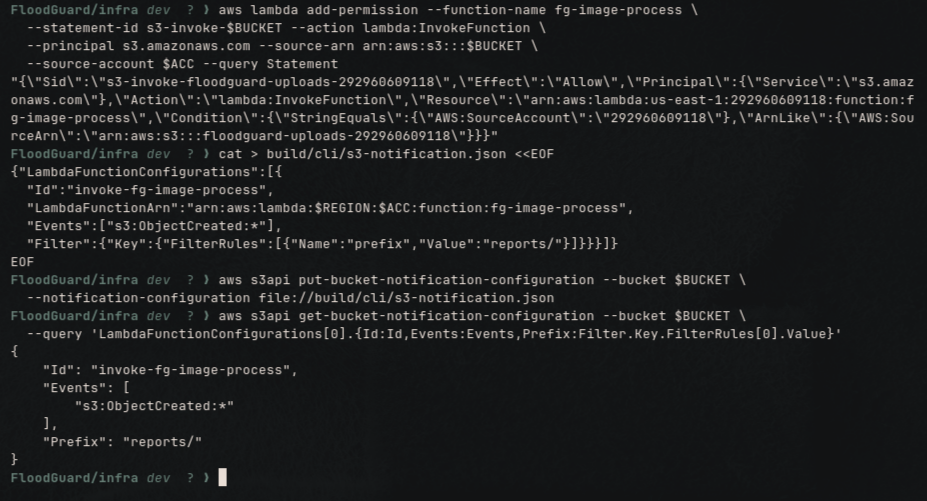 FloodGuard/infra dev ? ❱ aws lambda add-permission --function-name fg-image-process \
  --statement-id s3-invoke-$BUCKET --action lambda:InvokeFunction \
  --principal s3.amazonaws.com --source-arn arn:aws:s3:::$BUCKET \
  --source-account $ACC --query Statement
"{\"Sid\":\"s3-invoke-floodguard-uploads-292960609118\",\"Effect\":\"Allow\",\"Principal\":{\"Service\":\"s3.amaz
onaws.com\"},\"Action\":\"lambda:InvokeFunction\",\"Resource\":\"arn:aws:lambda:us-east-1:292960609118:function:f
g-image-process\",\"Condition\":{\"StringEquals\":{\"AWS:SourceAccount\":\"292960609118\"},\"ArnLike\":{\"AWS:Sou
rceArn\":\"arn:aws:s3:::floodguard-uploads-292960609118\"}}}"
FloodGuard/infra dev ? ❱ cat > build/cli/s3-notification.json <<EOF
{"LambdaFunctionConfigurations":[{
  "Id":"invoke-fg-image-process",
  "LambdaFunctionArn":"arn:aws:lambda:$REGION:$ACC:function:fg-image-process",
  "Events":["s3:ObjectCreated:*"],
  "Filter":{"Key":{"FilterRules":[{"Name":"prefix","Value":"reports/"}]}}}]}
EOF
FloodGuard/infra dev ? ❱ aws s3api put-bucket-notification-configuration --bucket $BUCKET \
  --notification-configuration file://build/cli/s3-notification.json
FloodGuard/infra dev ? ❱ aws s3api get-bucket-notification-configuration --bucket $BUCKET \
  --query 'LambdaFunctionConfigurations[0].{Id:Id,Events:Events,Prefix:Filter.Key.FilterRules[0].Value}'
{
    "Id": "invoke-fg-image-process",
    "Events": [
        "s3:ObjectCreated:*"
    ],
    "Prefix": "reports/"
}
FloodGuard/infra dev ? ❱